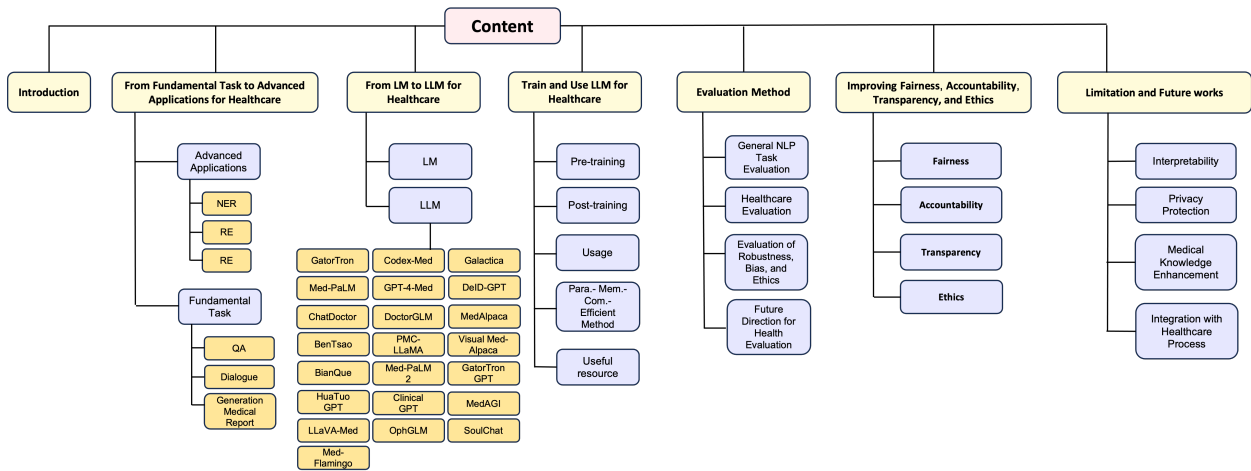 Content
Introduction
From Fundamental Task to Advanced
Applications for Healthcare
From LM to LLM for
Healthcare
Train and Use LLM for
Healthcare
Evaluation Method
Improving Fairness, Accountability,
Transparency, and Ethics
Limitation and Future works
Advanced
Applications
NER
RE
RE
Fundamental
Task
QA
Dialogue
Generation
Medical
Report
LM
LLM
GatorTron
Codex-Med
Galactica
Med-PaLM
GPT-4-Med
DeID-GPT
ChatDoctor
DoctorGLM
MedAlpaca
BenTsao
PMC-
LLaMA
Visual Med-
Alpaca
BianQue
Med-PaLM
2
GatorTron
GPT
HuaTuo
GPT
Clinical
GPT
MedAGI
LLaVA-Med
OphGLM
SoulChat
Med-
Flamingo
Pre-training
Post-training
Usage
Para.- Mem.-
Com.-
Efficient
Method
Useful
resource
General NLP
Task
Evaluation
Healthcare
Evaluation
Evaluation of
Robustness,
Bias, and
Ethics
Future
Direction for
Health
Evaluation
Fairness
Accountability
Transparency
Ethics
Interpretability
Privacy
Protection
Medical
Knowledge
Enhancement
Integration with
Healthcare
Process